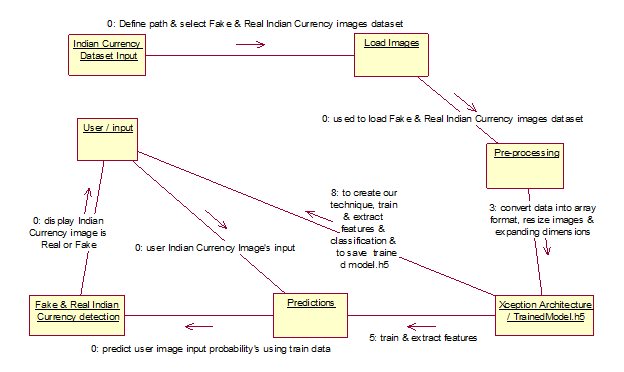 0: Define path & select Fake & Real Indian Currency images dataset
Indian Currency
Dataset Input
Load Images
0: used to load Fake & Real Indian Currency images dataset
User / input
Pre-processing
8: to create our
technique, train
& extract
features &
classification &
to save traine
d model.h5
3: convert data into array
format, resize images &
expanding dimensions
0: display Indian
Currency image is
Real or Fake
0: user Indian Currency Image's input
Fake & Real Indian
Currency detection
Predictions
Xception Architecture
/ TrainedModel.h5
5: train & extract features
0: predict user image input probability's using train data